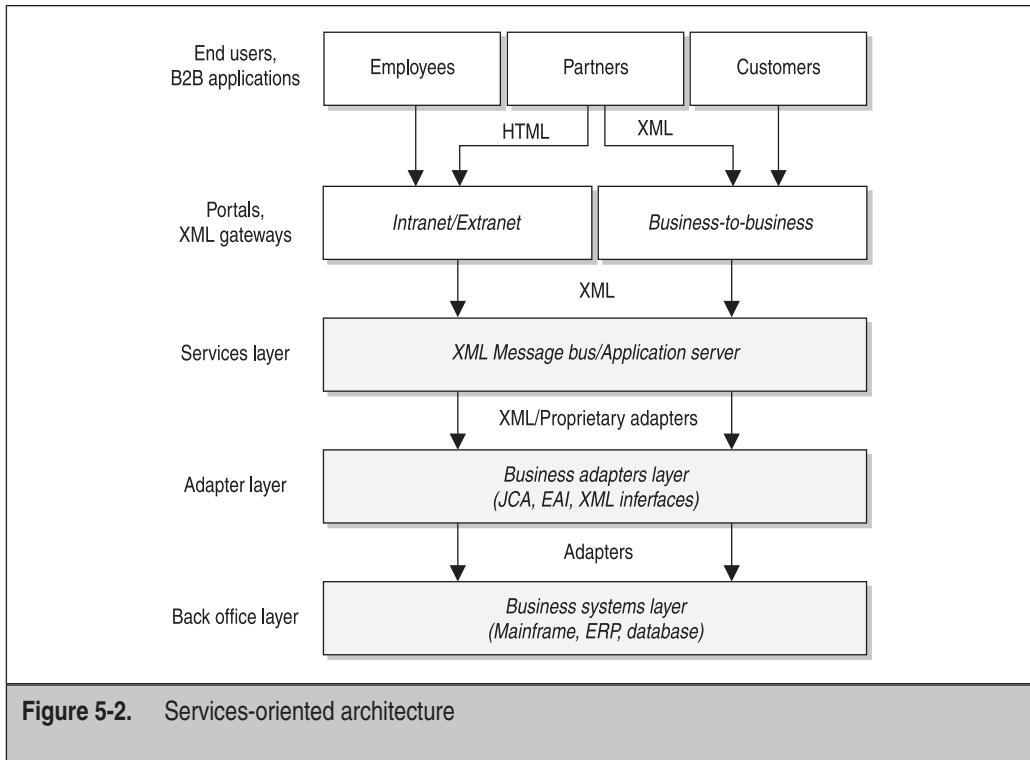 End users,
B2B applications
Employees
Partners
Customers
HTML
XML
Portals,
XML gateways
Intranet/Extranet
Business-to-business
XML
Services layer
XML Message bus/Application server
XML/Proprietary adapters
Adapter layer
Business adapters layer
(JCA, EAI, XML inferfaces)
Adapters
Back office layer
Business systems layer
(Mainframe, ERP, database)
Figure 5-2. Services-oriented architecture